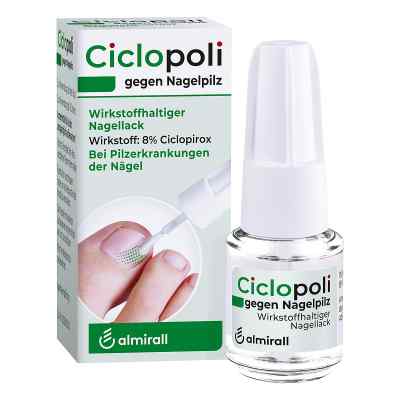 Ciclopoli
gegen Nagelpilz
Wirkstoffhaltiger
Nagellack
Wirkstoff: 8% Ciclopirox
Bei Pilzerkrankungen
der Nägel
almirall
Ciclopoli
gegen Nagelpilz
Wirkstoffhaltiger
Nagellack
almirall